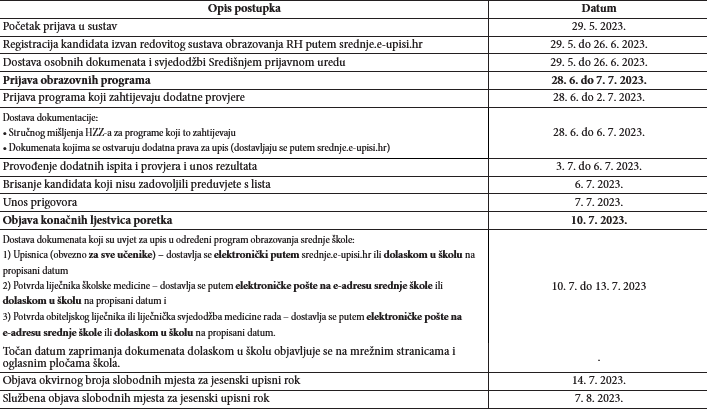 Opis postupka Datum
Početak prijava u sustav 29. 5. 2023.
Registracija kandidata izvan redovitog sustava obrazovanja RH putem srednje.e-upisi.hr 29. 5. do 26. 6. 2023.
Dostava osobnih dokumenata i svjedodžbi Središnjem prijavnom uredu 29. 5. do 26. 6. 2023.
Prijava obrazovnih programa 28. 6. do 7. 7. 2023.
Prijava programa koji zahtijevaju dodatne provjere 28. 6. do 2. 7. 2023.
Dostava dokumentacije:
• Stručnog mišljenja HZZ-a za programe koji to zahtijevaju 28. 6. do 6. 7. 2023.
• Dokumenata kojima se ostvaruju dodatna prava za upis (dostavljaju se putem srednje.e-upisi.hr)
Provođenje dodatnih ispita i provjera i unos rezultata 3. 7. do 6. 7. 2023.
Brisanje kandidata koji nisu zadovoljili preduvjete s lista 6. 7. 2023.
Unos prigovora 7. 7. 2023.
Objava konačnih ljestvica poretka 10. 7. 2023.
Dostava dokumenata koji su uvjet za upis u određeni program obrazovanja srednje škole:
1) Upisnica (obvezno za sve učenike) – dostavlja se elektronički putem srednje.e-upisi.hr ili dolaskom u školu na
propisani datum
2) Potvrda liječnika školske medicine – dostavlja se putem elektroničke pošte na e-adresu srednje škole ili 10. 7. do 13. 7. 2023
dolaskom u školu na propisani datum i
3) Potvrda obiteljskog liječnika ili liječnička svjedodžba medicine rada – dostavlja se putem elektroničke pošte na
e-adresu srednje škole ili dolaskom u školu na propisani datum.
Točan datum zaprimanja dokumenata dolaskom u školu objavljuje se na mrežnim stranicama i
oglasnim pločama škola. .
Objava okvirnog broja slobodnih mjesta za jesenski upisni rok 14. 7. 2023.
Službena objava slobodnih mjesta za jesenski upisni rok 7. 8. 2023.